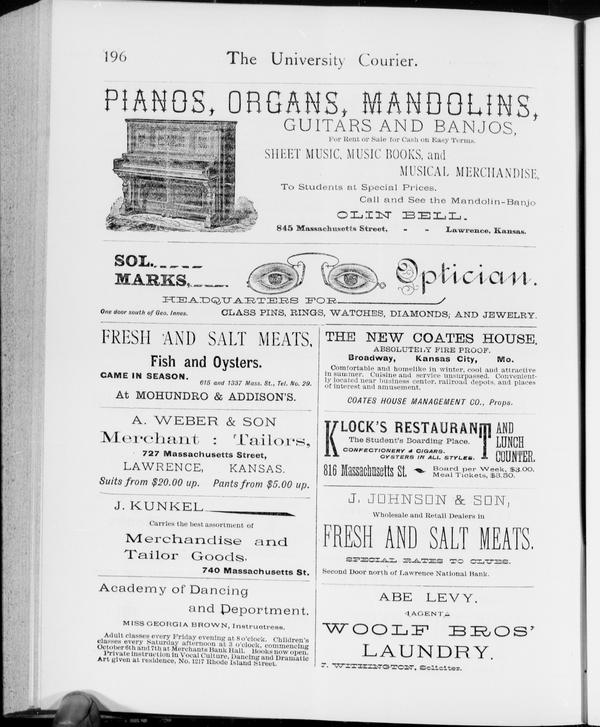 196
The University Courier.
PIANOS, ORGANS, MANDOLINS,
GUITARS AND BANJOS,
For Rent or Sale for Cash on Easy Terms.
SHEET MUSIC, MUSIC BOOKS, and
MUSICAL MERCHANDISE,
To Students at Special Prices.
Call and See the Mandolin-Banjo
OLIN BELL.
845 Massachusetts Street, - - Lawrence, Kansas.
SOL.
MARKS,
Optician.
HEADQUARTERS FOR
One door south of Geo. Innes.
CLASS PINS, RINGS, WATCHES, DIAMONDS, AND JEWELRY.
FRESH AND SALT MEATS,
Fish and Oysters.
GAME IN SEASON.
615 and 1337 Mass. St., Tel. No. 29.
At MOHUNDRO & ADDISON'S.
A. WEBER & SON
Merchant : Tailors,
727 Massachusetts Street,
LAWRENCE, KANSAS.
Suits from $20.00 up. Pants from $5.00 up.
J. KUNKEL
Carries the best assortment of
Merchandise and
Tailor Goods.
740 Massachusetts St.
Academy of Dancing
and Deportment.
MISS GEORGIA BROWN, Instructress.
Adult classes every Friday evening at 8 o'clock. Children's
classes every Saturday afternoon at 3 o'clock, commencing
October 6th and 7th at Merchants Bank Hall. Books now open.
Private instruction in Vocal Culture, Dancing and Dramatic
Art given at residence, No. 1217 Rhode Island Street.
THE NEW COATES HOUSE,
ABSOLUTELY FIRE PROOF.
Broadway, Kansas City, Mo.
Comfortable and homelike in winter, cool and attractive
in summer. Cuisine and service unsurpassed. Convenient-
ly located near business center, railroad depots, and places
of interest and amusement.
COATES HOUSE MANAGEMENT CO., Props.
KLOCK'S RESTAURANT AND
The Student's Boarding Place. LUNCH
CONFECTIONERY & CIGARS. COUNTER.
OYSTERS IN ALL STYLES.
816 Massachusetts St.
Board per Week, $3.00.
Meal Tickets, $3.50.
J. JOHNSON & SON,
Wholesale and Retail Dealers in
FRESH AND SALT MEATS.
SPECIAL RATES TO CLUBS.
Second Door north of Lawrence National Bank.
ABE LEVY,
AGENT
WOOLF BROS'
LAUNDRY.
F. WITHINGTON, Solicitor.